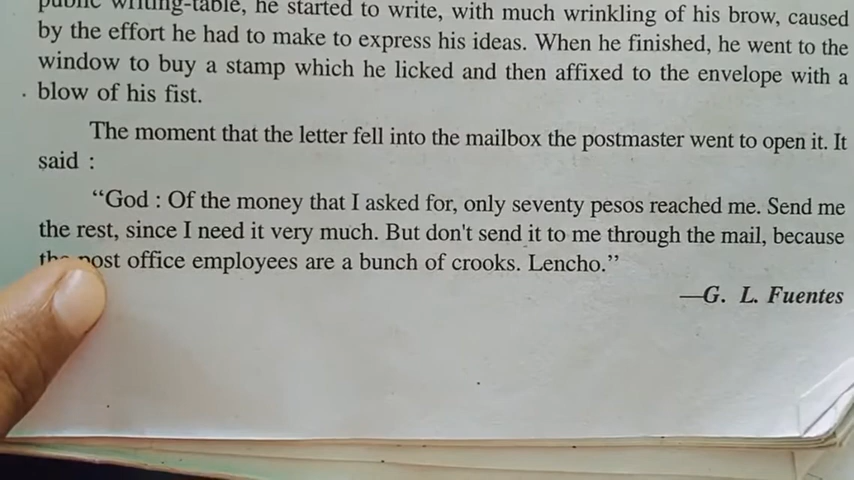 public writing-table, he started to write, with much wrinkling of his brow, caused
by the effort he had to make to express his ideas. When he finished, he went to the
window to buy a stamp which he licked and then affixed to the envelope with a
blow of his fist.
The moment that the letter fell into the mailbox the postmaster went to open it. It
said :
“God : Of the money that I asked for, only seventy pesos reached me. Send me
the rest, since I need it very much. But don't send it to me through the mail, because
the post office employees are a bunch of crooks. Lencho.”
—G. L. Fuentes